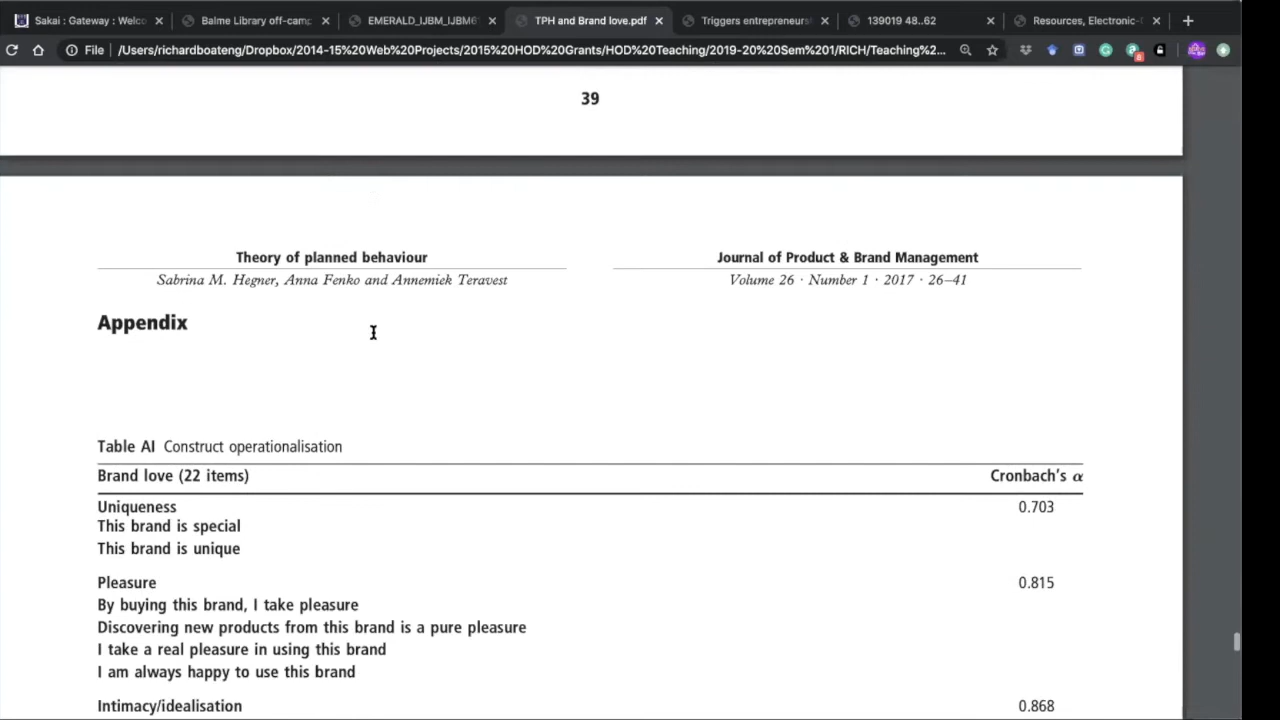 Sakai : Gateway : Welco
Balme Library off-camp
EMERALD_IJBM_IJBM6
TPH and Brand love.pdf
Triggers entrepreneurs
139019 48..62
Resources, Electronic-
File
/Users/richardboateng/Dropbox/2014-15%20Web%20Projects/2015%20HOD%20Grants/HOD%20Teaching/2019-20%20Sem%201/RICH/Teaching%2...
8
39
Theory of planned behaviour
Sabrina M. Hegner, Anna Fenko and Annemiek Teravest
Journal of Product & Brand Management
Volume 26 · Number 1 · 2017 · 26–41
Appendix
Table AI Construct operationalisation
Brand love (22 items) Cronbach's α
Uniqueness 0.703
This brand is special
This brand is unique
Pleasure 0.815
By buying this brand, I take pleasure
Discovering new products from this brand is a pure pleasure
I take a real pleasure in using this brand
I am always happy to use this brand
Intimacy/idealisation 0.868